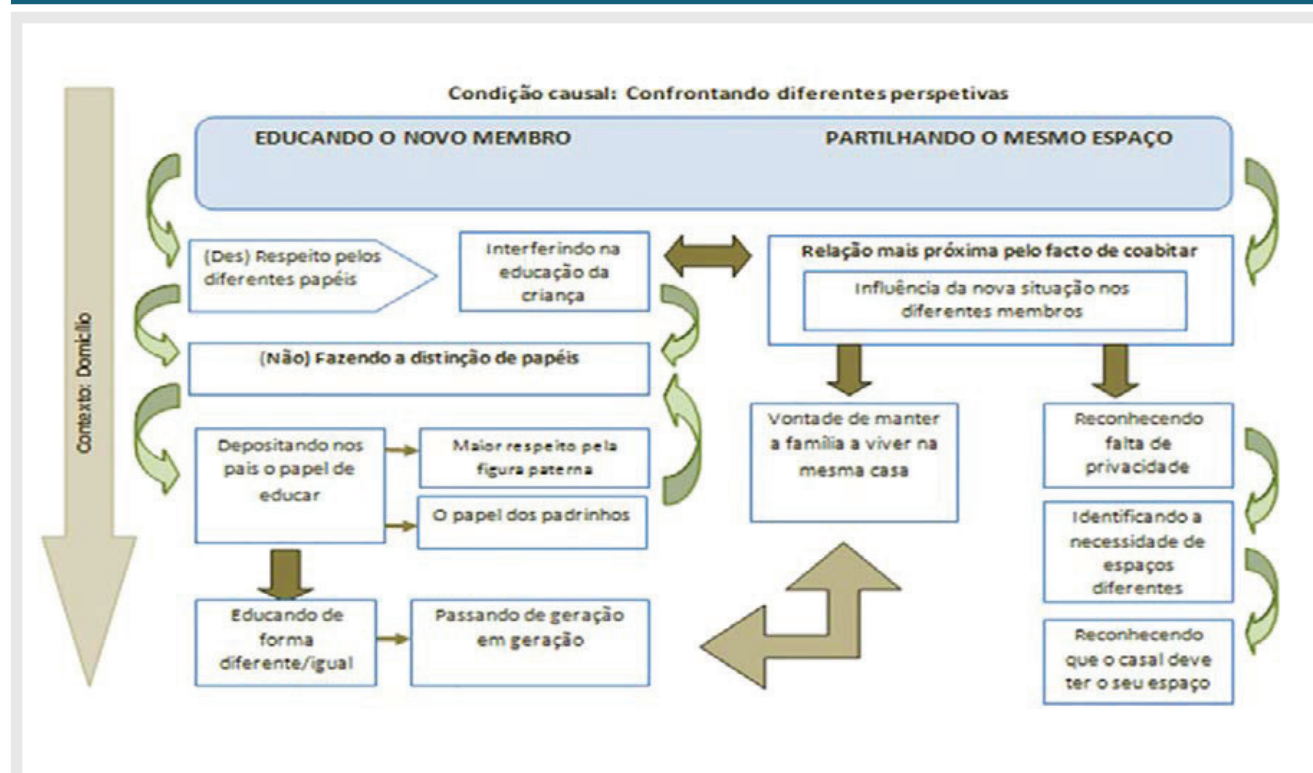 Condição causal: Confrontando diferentes perspetivas
EDUCANDO O NOVO MEMBRO
PARTILHANDO O MESMO ESPAÇO
Contexto: Domicílio
(Des) Respeito pelos
diferentes papéis
Interferindo na
educação da
criança
Relação mais próxima pelo facto de coabitar
Influência da nova situação nos
diferentes membros
(Não) Fazendo a distinção de papéis
Depositando nos
pais o papel de
educar
Maior respeito pela
figura paterna
O papel dos padrinhos
Educando de
forma
diferente/igual
Passando de geração
em geração
Vontade de manter
a família a viver na
mesma casa
Reconhecendo
falta de
privacidade
Identificando a
necessidade de
espaços
diferentes
Reconhecendo
que o casal deve
ter o seu espaço